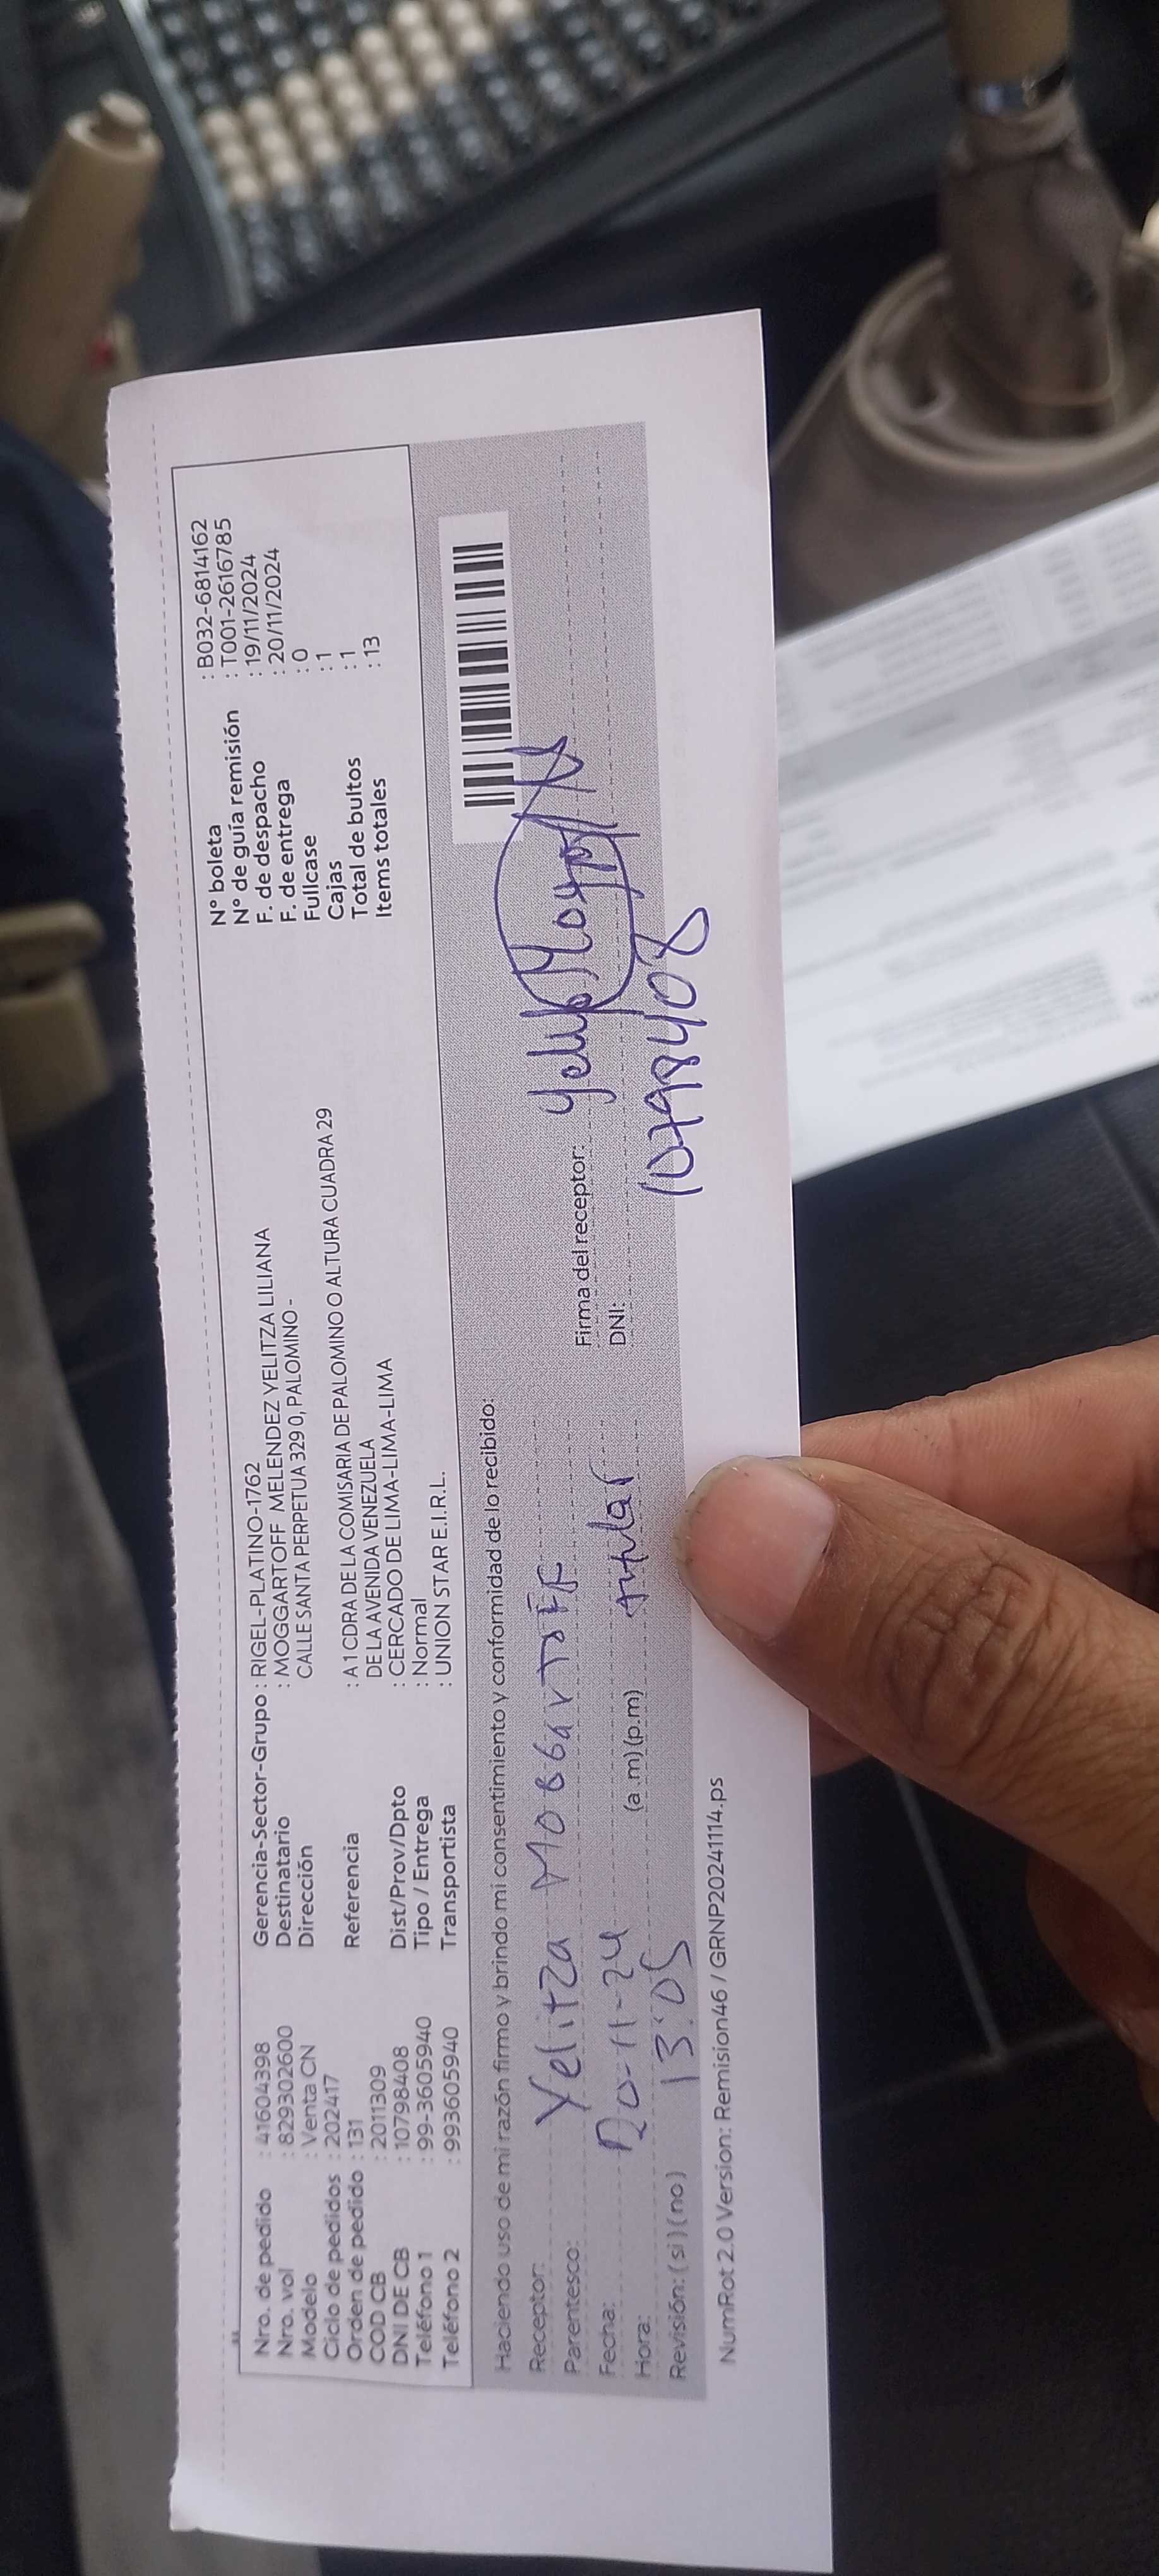 Nro. de pedido : 41604398
Nro. vol : 829302600
Modelo : Venta CN
Ciclo de pedidos : 202417
Orden de pedido : 131
COD CB : 2011309
DNI DE CB : 10798408
Teléfono 1 : 99-3605940
Teléfono 2 : 993605940
Gerencia-Sector-Grupo : RIGEL-PLATINO-1762
Destinatario : MOGGARTOFF MELENDEZ YELITZA LILIANA
Dirección CALLE SANTA PERPETUA 329 0, PALOMINO -
Referencia : A 1 CDRA DE LA COMISARIA DE PALOMINO O ALTURA CUADRA 29
DE LA AVENIDA VENEZUELA
Dist/Prov/Dpto : CERCADO DE LIMA-LIMA-LIMA
Tipo / Entrega : Normal
Transportista : UNION STAR E.I.R.L.
N° boleta : B032-6814162
N° de guía remisión : T001-2616785
F. de despacho : 19/11/2024
F. de entrega : 20/11/2024
Fullcase : 0
Cajas : 1
Total de bultos : 1
Items totales : 13
Haciendo uso de mi razón firmo y brindo mi consentimiento y conformidad de lo recibido:
Receptor: Yelitza
Parentesco: titular
Fecha: 20-11-24
Hora: 13:05 (a .m) (p.m)
Revisión: ( si ) ( no )
Firma del receptor:
DNI: 10798408
NumRot 2.0 Version: Remision46 / GRNP20241114.ps